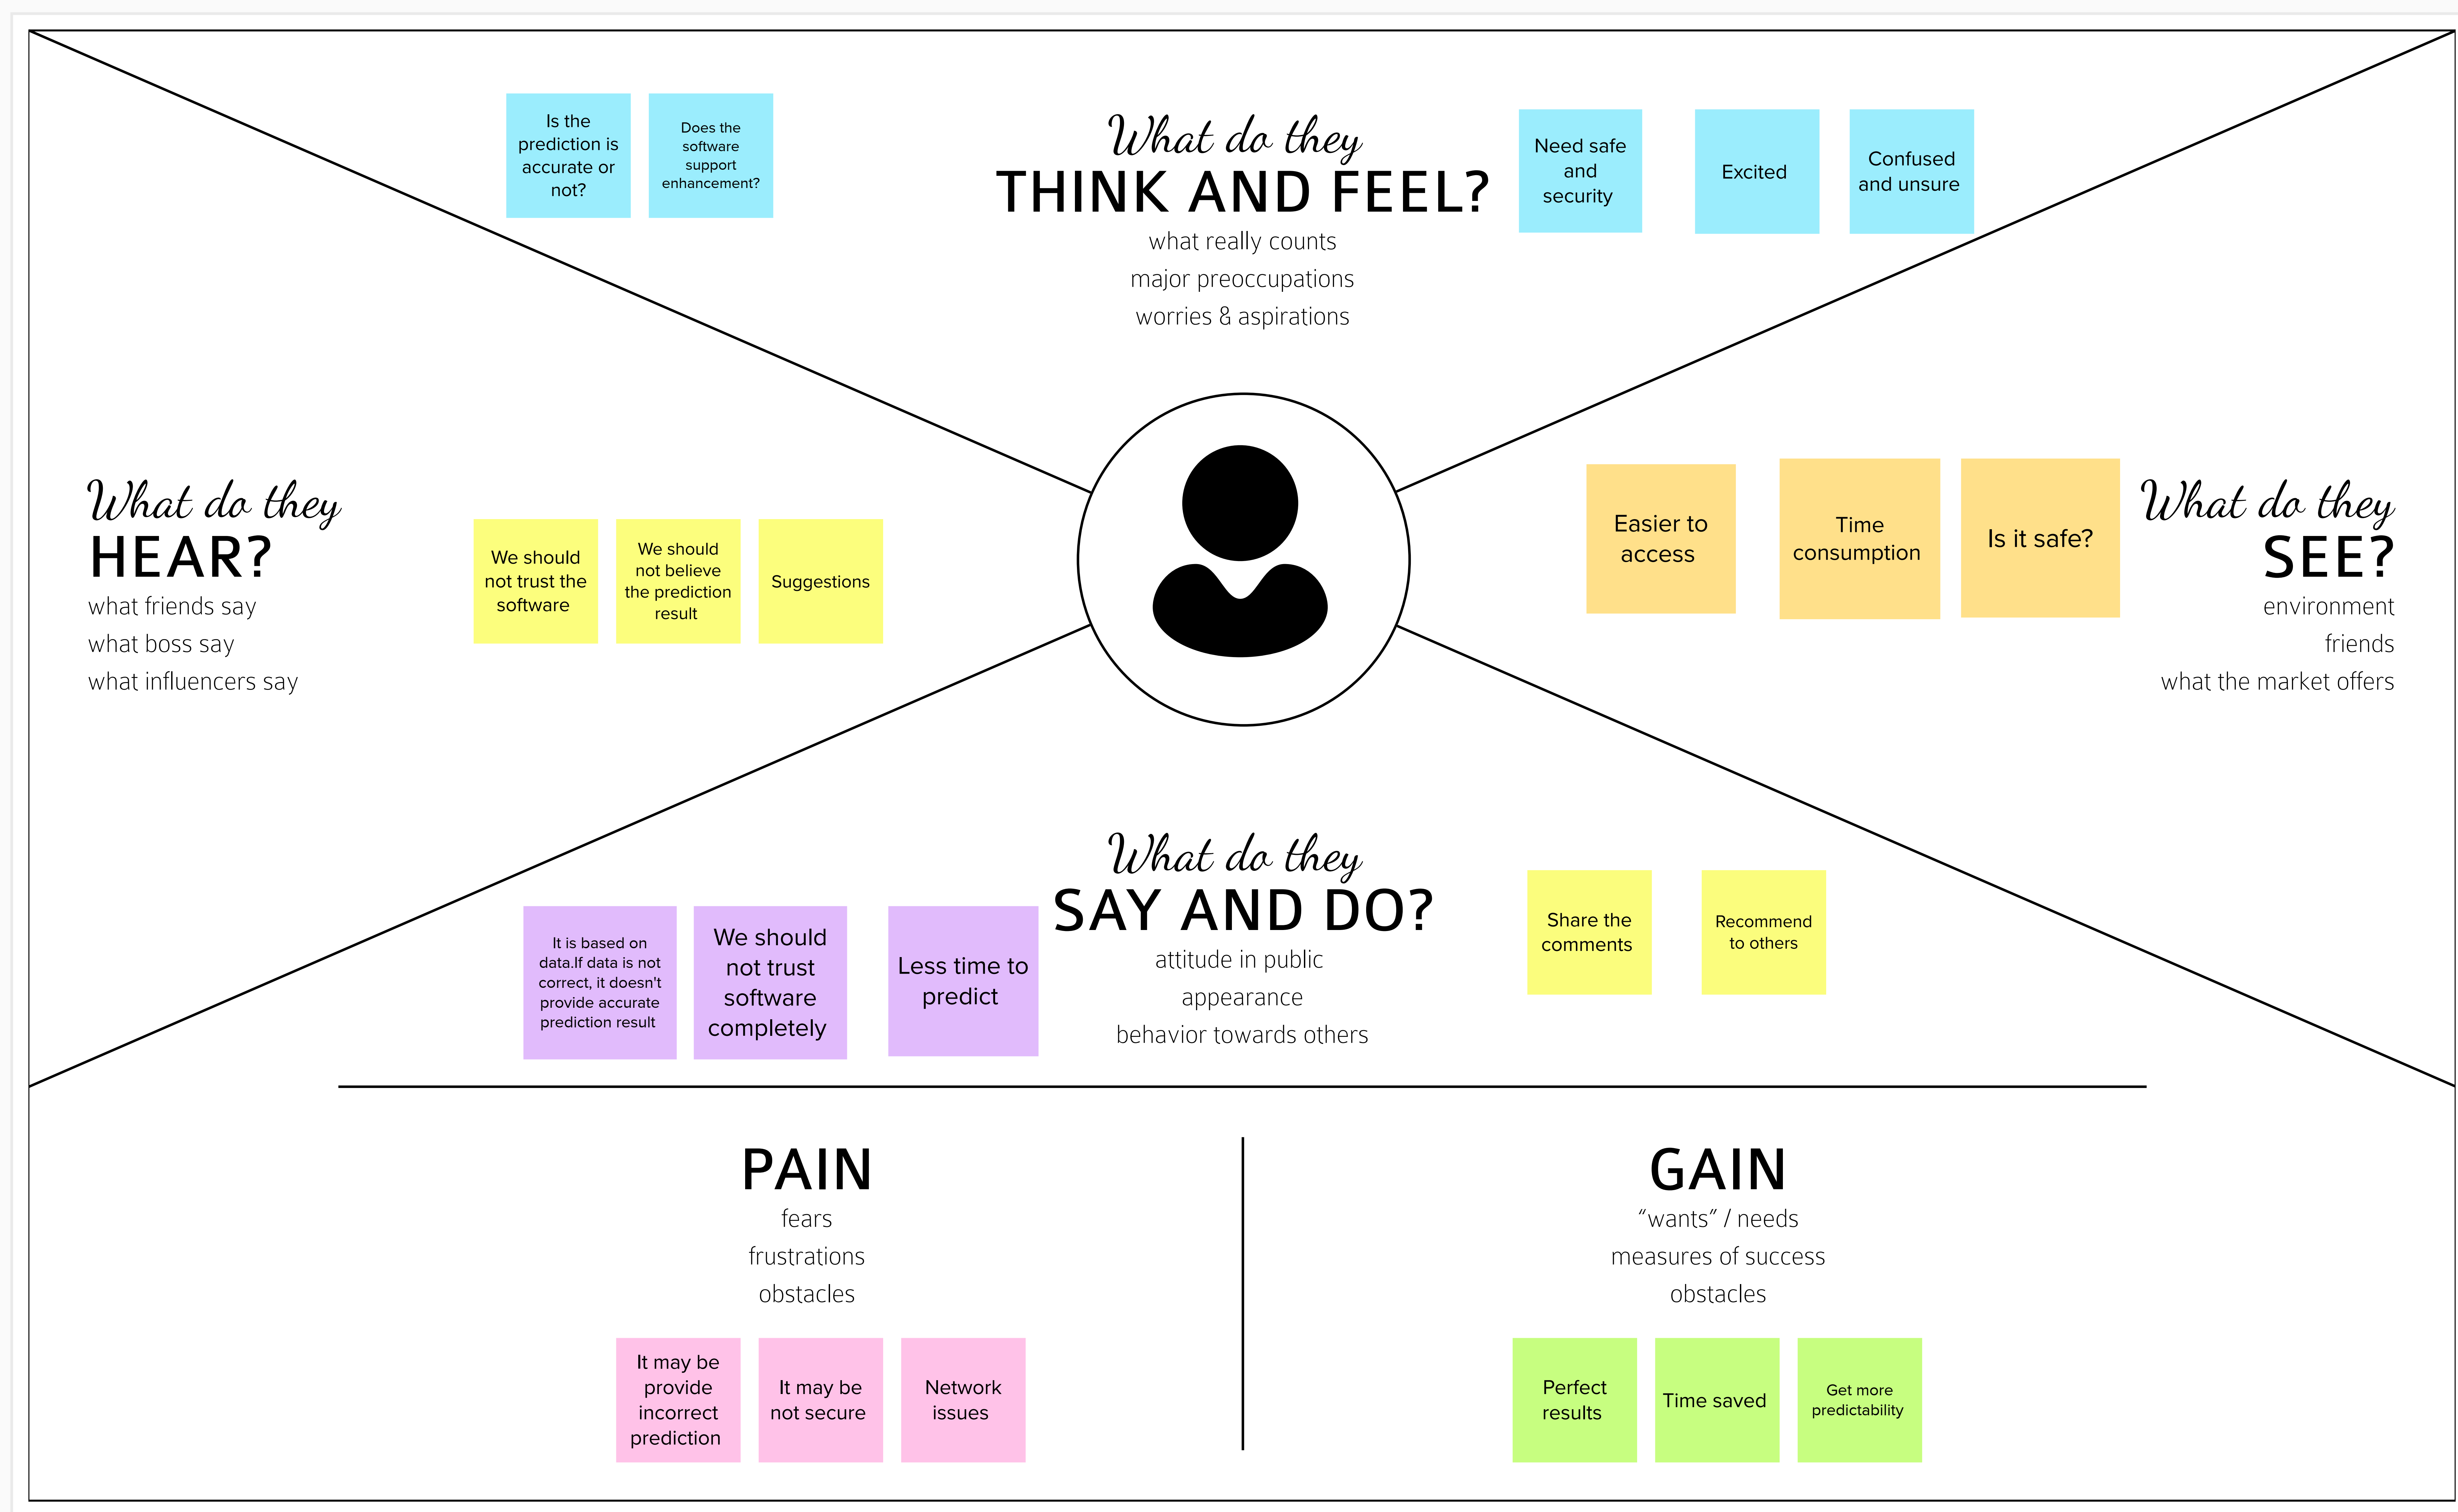 Is the
prediction is
accurate or
not?
Does the
software
support
enhancement?
What do they
THINK AND FEEL?
what really counts
major preoccupations
worries & aspirations
Need safe
and
security
Excited
Confused
and unsure
What do they
HEAR?
what friends say
what boss say
what influencers say
We should
not trust the
software
We should
not believe
the prediction
result
Suggestions
Easier to
access
Time
consumption
Is it safe?
What do they
SEE?
environment
friends
what the market offers
It is based on
data.If data is not
correct, it doesn't
provide accurate
prediction result
We should
not trust
software
completely
Less time to
predict
What do they
SAY AND DO?
attitude in public
appearance
behavior towards others
Share the
comments
Recommend
to others
PAIN
fears
frustrations
obstacles
It may be
provide
incorrect
prediction
It may be
not secure
Network
issues
GAIN
“wants” / needs
measures of success
obstacles
Perfect
results
Time saved
Get more
predictability